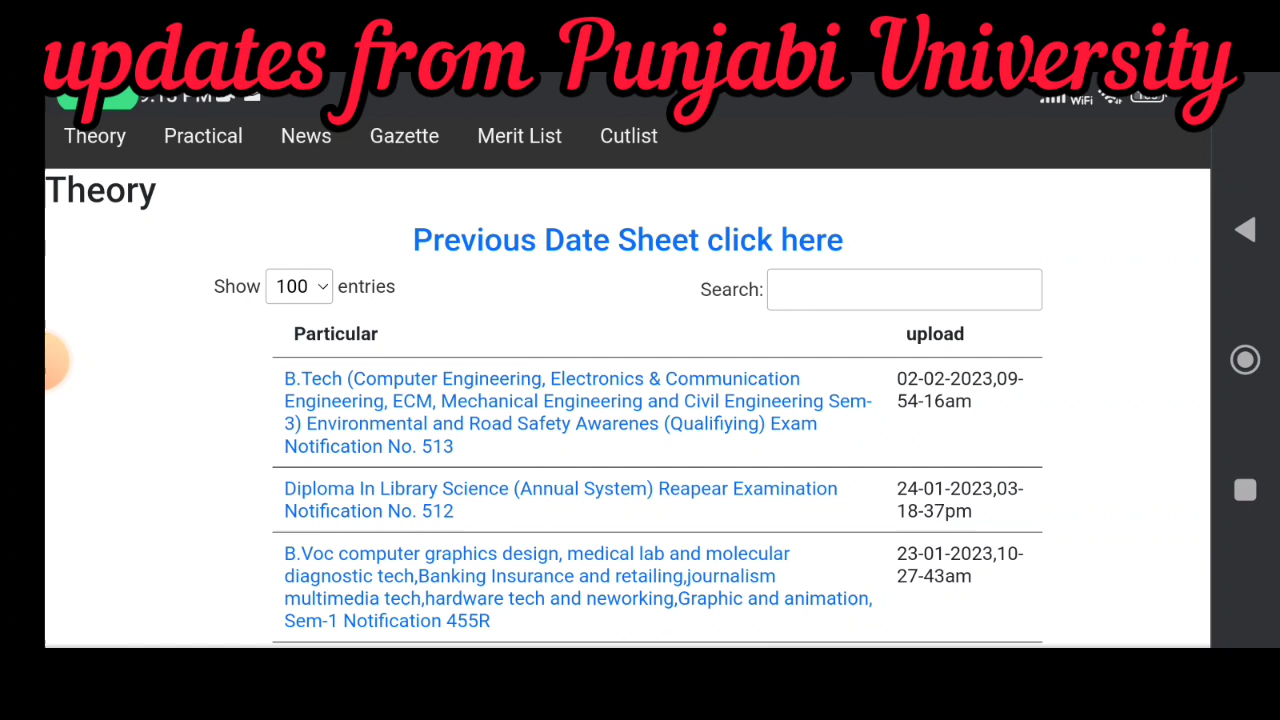 updates from Punjabi University
WiFi
Theory Practical News Gazette Merit List Cutlist
Theory
Previous Date Sheet click here
Show 100 entries
Search:
Particular upload
B.Tech (Computer Engineering, Electronics & Communication 02-02-2023,09-
Engineering, ECM, Mechanical Engineering and Civil Engineering Sem- 54-16am
3) Environmental and Road Safety Awarenes (Qualifiying) Exam
Notification No. 513
Diploma In Library Science (Annual System) Reapear Examination 24-01-2023,03-
Notification No. 512 18-37pm
B.Voc computer graphics design, medical lab and molecular 23-01-2023,10-
diagnostic tech,Banking Insurance and retailing,journalism 27-43am
multimedia tech,hardware tech and neworking,Graphic and animation,
Sem-1 Notification 455R